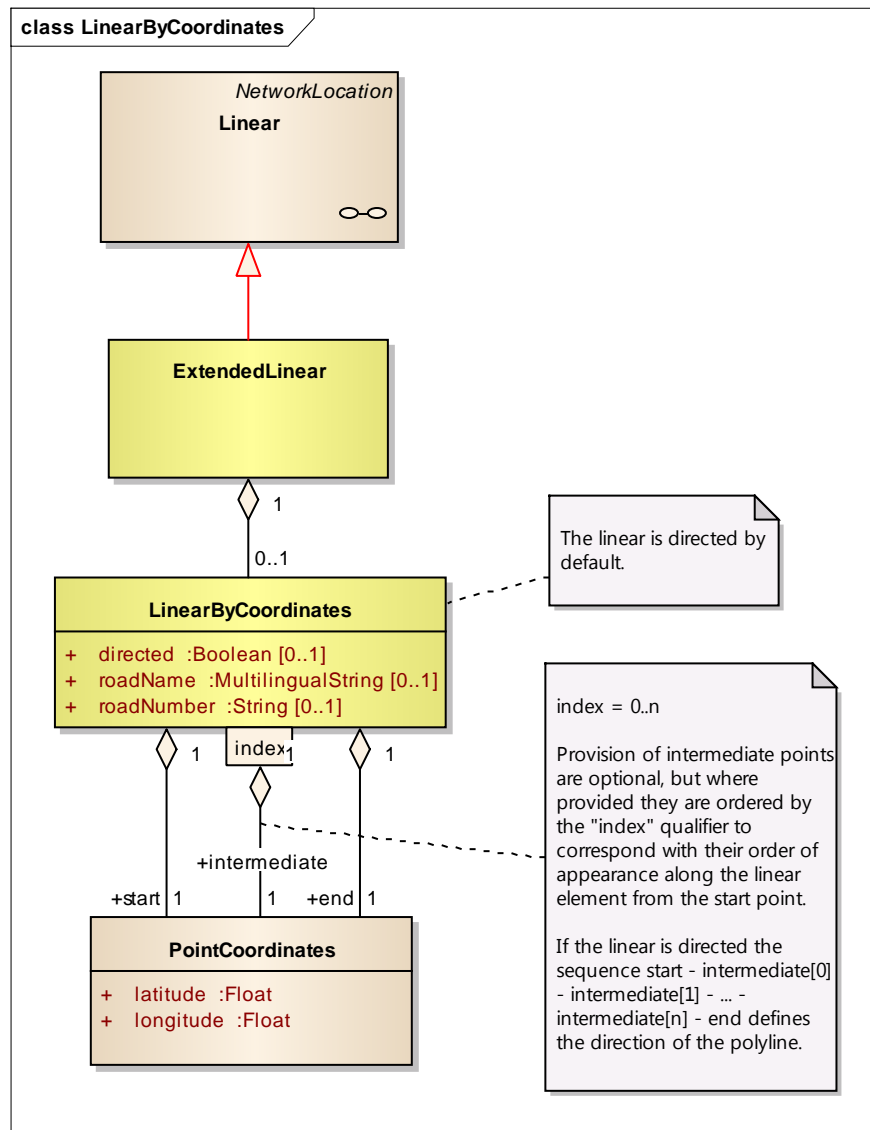 class LinearByCoordinates
NetworkLocation
Linear
ExtendedLinear
1
0..1
The linear is directed by
default.
LinearByCoordinates
+ directed :Boolean [0..1]
+ roadName :MultilingualString [0..1]
+ roadNumber :String [0..1]
1
index
1
1
index = 0..n
Provision of intermediate points
are optional, but where
provided they are ordered by
the "index" qualifier to
correspond with their order of
appearance along the linear
element from the start point.
If the linear is directed the
sequence start - intermediate[0]
- intermediate[1] - ... -
intermediate[n] - end defines
the direction of the polyline.
+intermediate
+start 1
1
+end 1
PointCoordinates
+ latitude :Float
+ longitude :Float